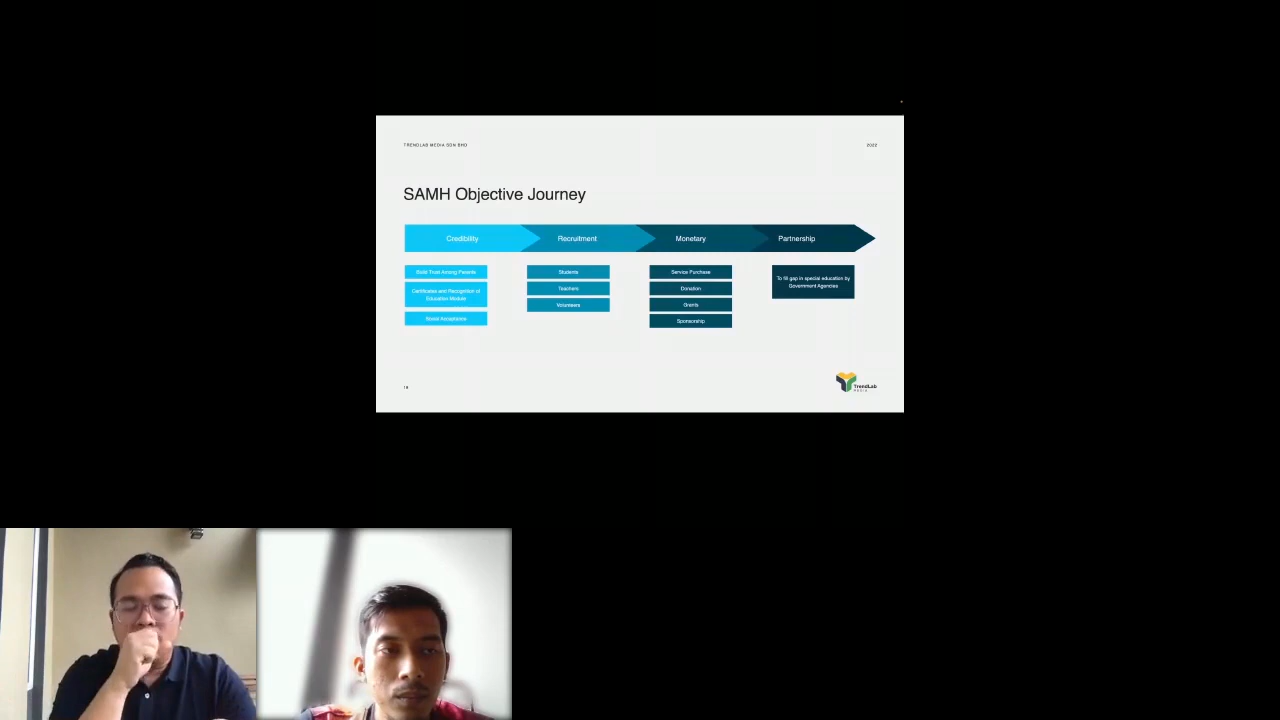 TRENDLAB MEDIA SDN BHD
2022
SAMH Objective Journey
Credibility
Recruitment
Monetary
Partnership
Build Trust Among Parents
Certificates and Recognition of
Education Module
Social Acceptance
Students
Teachers
Volunteers
Service Purchase
Donation
Grants
Sponsorship
To fill gap in special education by
Government Agencies
TrendLab
MEDIA